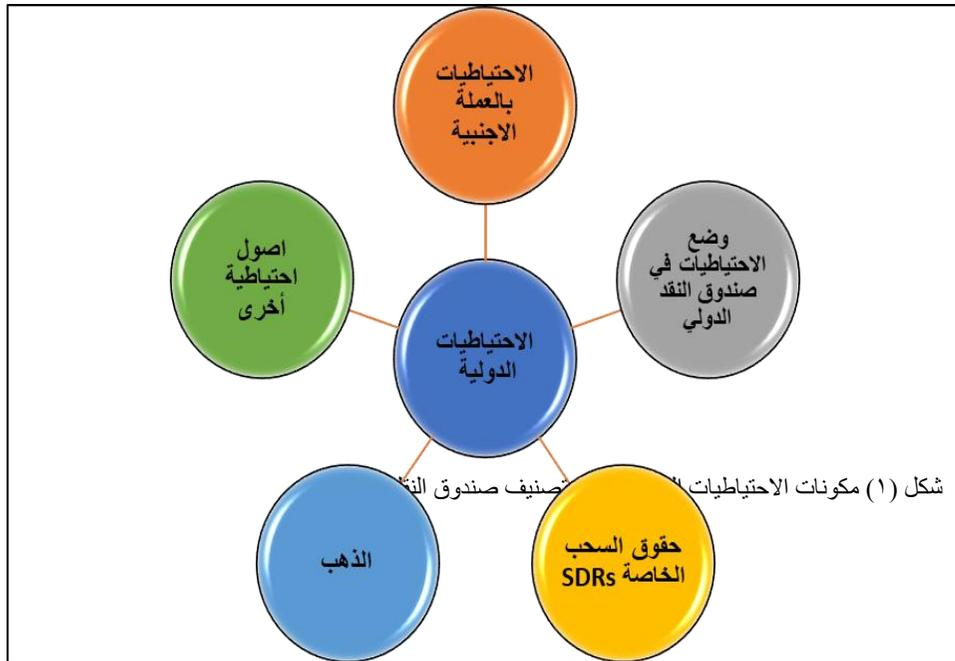 الاحتياطيات
بالعملة
الاجنبية
وضع
الاحتياطيات في
صندوق النقد
الدولي
اصول
احتياطية
أخرى
الاحتياطيات
الدولية
شكل (١) مكونات الاحتياطيات تصنيف صندوق
حقوق السحب
الخاصة SDRs
الذهب